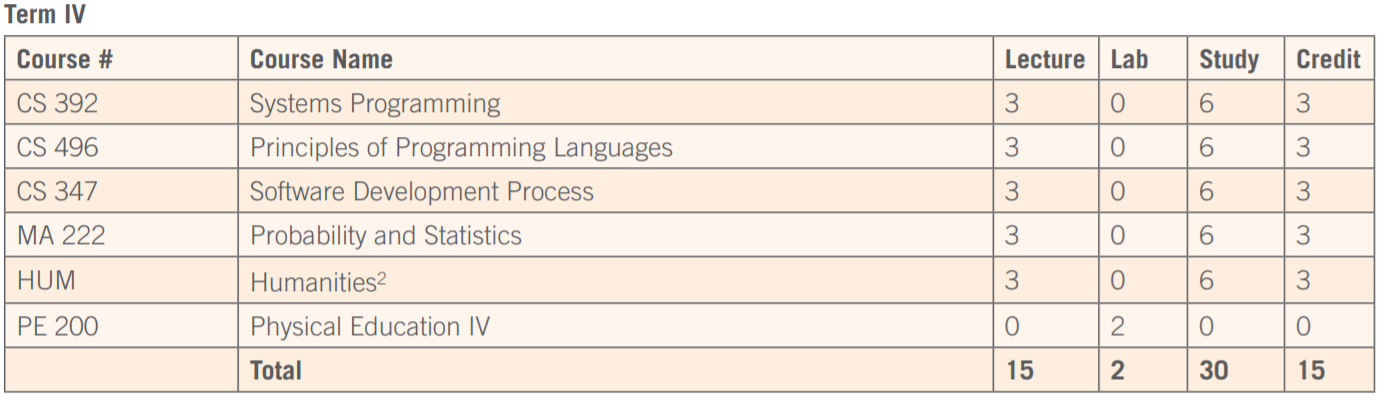 Term IV
Course # Course Name Lecture Lab Study Credit
CS 392 Systems Programming 3 0 6 3
CS 496 Principles of Programming Languages 3 0 6 3
CS 347 Software Development Process 3 0 6 3
MA 222 Probability and Statistics 3 0 6 3
HUM Humanities² 3 0 6 3
PE 200 Physical Education IV 0 2 0 0
Total 15 2 30 15